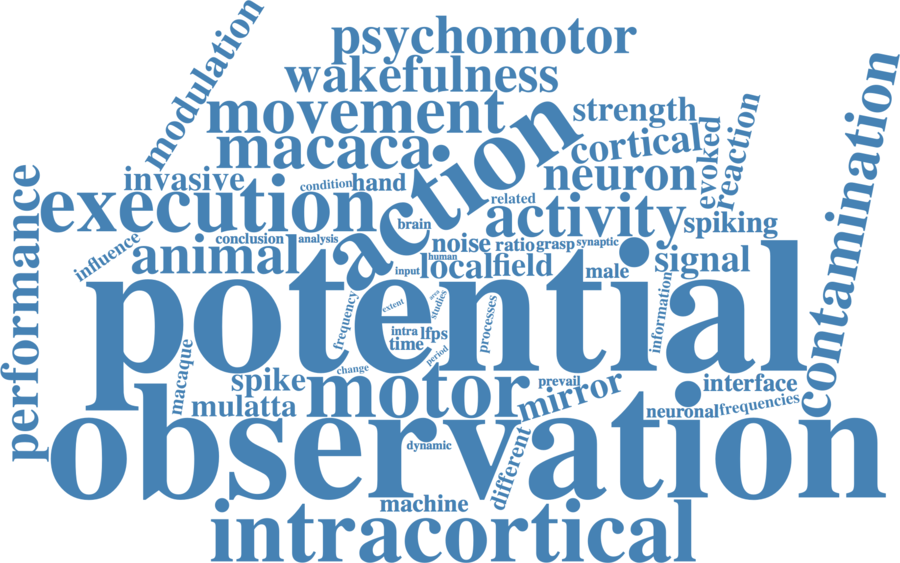 modulation
psychomotor
wakefulness
movement
macaca
action
strength
cortical
evoked
reaction
contamination
invasive
condition
hand
neuron
performance
execution
brain
related
activity
spiking
influence
conclusion
analysis
animal
noise
ratio
grasp
synaptic
human
input
local
field
male
signal
potential
frequency
extent
area
studies
processes
information
intra
lfps
time
period
change
macaque
spike
mulatta
motor
prevail
mirror
interface
neuronal
frequencies
observation
dynamic
different
machine
intracortical